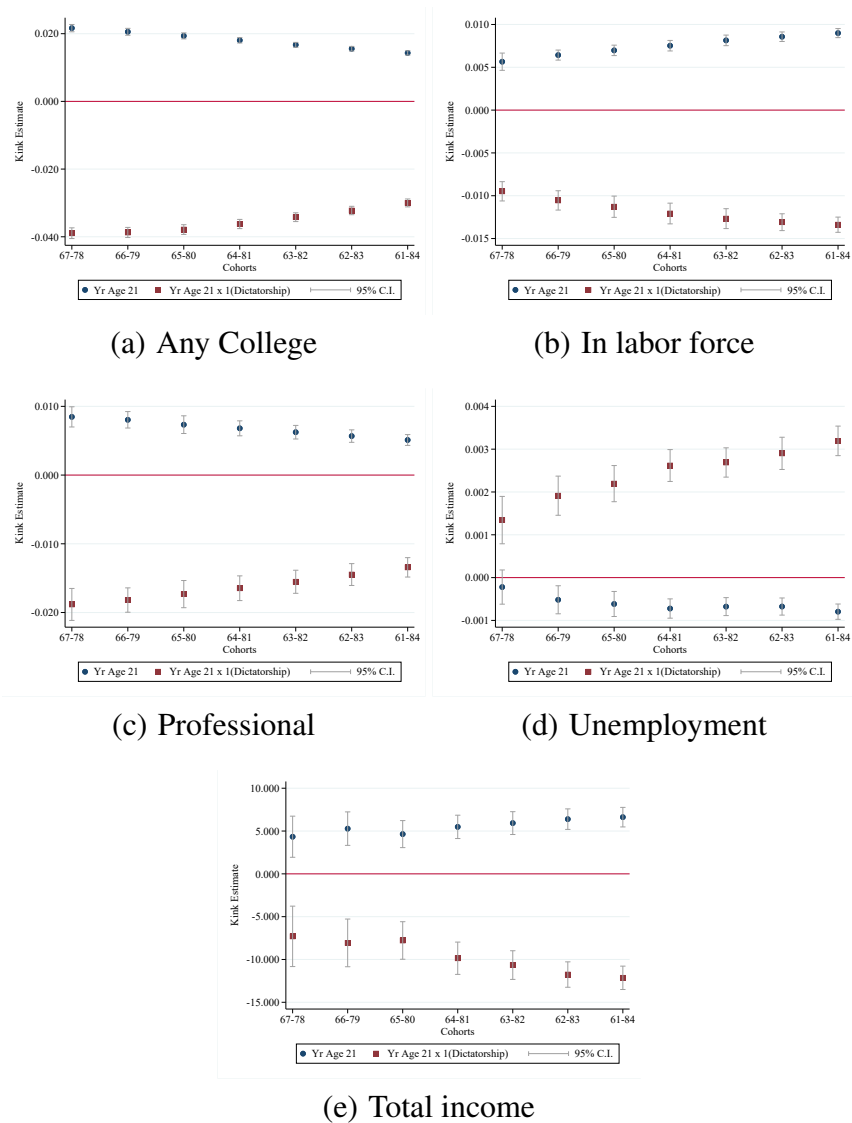 0.020
0.000
-0.020
-0.040
Kink Estimate
67-78 66-79 65-80 64-81 63-82 62-83 61-84
Cohorts
Yr Age 21 Yr Age 21 x 1(Dictatorship) 95% C.I.
(a) Any College
0.010
0.005
0.000
-0.005
-0.010
-0.015
Kink Estimate
67-78 66-79 65-80 64-81 63-82 62-83 61-84
Cohorts
Yr Age 21 Yr Age 21 x 1(Dictatorship) 95% C.I.
(b) In labor force
0.010
0.000
-0.010
-0.020
Kink Estimate
67-78 66-79 65-80 64-81 63-82 62-83 61-84
Cohorts
Yr Age 21 Yr Age 21 x 1(Dictatorship) 95% C.I.
(c) Professional
0.004
0.003
0.002
0.001
0.000
-0.001
Kink Estimate
67-78 66-79 65-80 64-81 63-82 62-83 61-84
Cohorts
Yr Age 21 Yr Age 21 x 1(Dictatorship) 95% C.I.
(d) Unemployment
10.000
5.000
0.000
-5.000
-10.000
-15.000
Kink Estimate
67-78 66-79 65-80 64-81 63-82 62-83 61-84
Cohorts
Yr Age 21 Yr Age 21 x 1(Dictatorship) 95% C.I.
(e) Total income